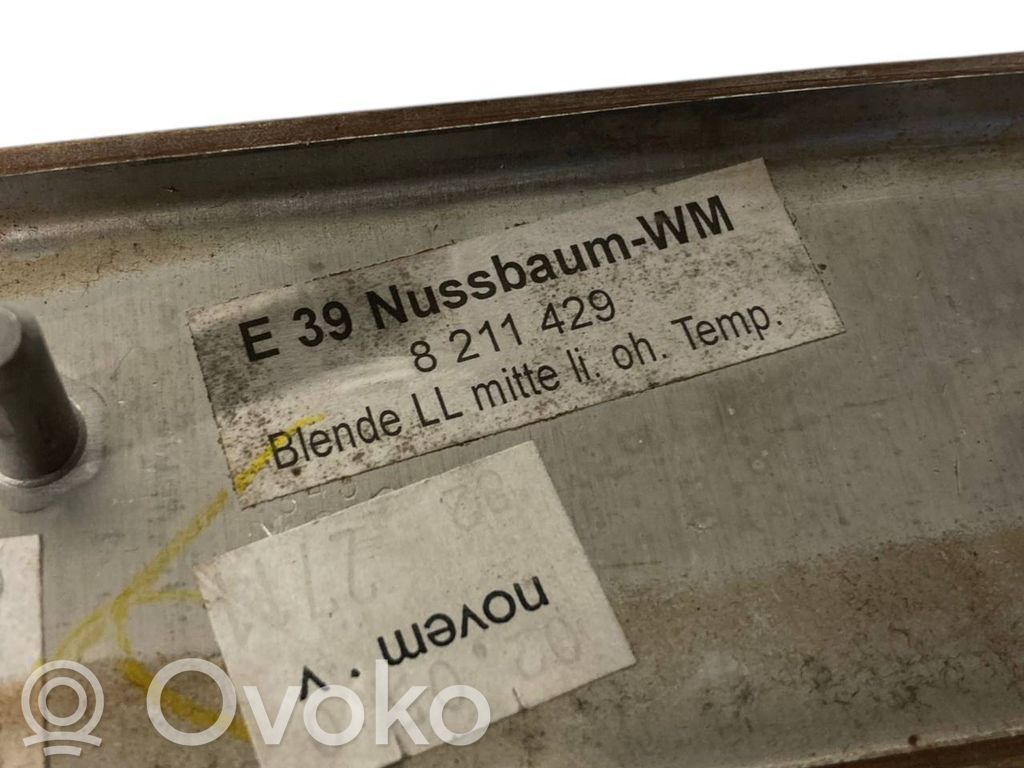 E 39 Nussbaum-WM
8 211 429
Blende LL mitte li. oh. Temp.
novem . v
Ovoko